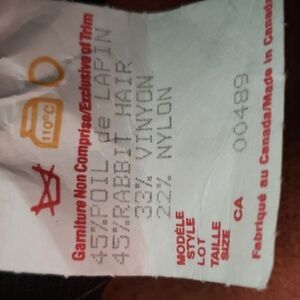 110°C
Garniture Non Comprise/Exclusive of Trim
45%POIL de LAPIN
45%RABBIT HAIR
33% VINYON
22% NYLON
MODÈLE
STYLE
LOT
TAILLE
SIZE
CA
00489
Fabriqué au Canada/Made in Canada